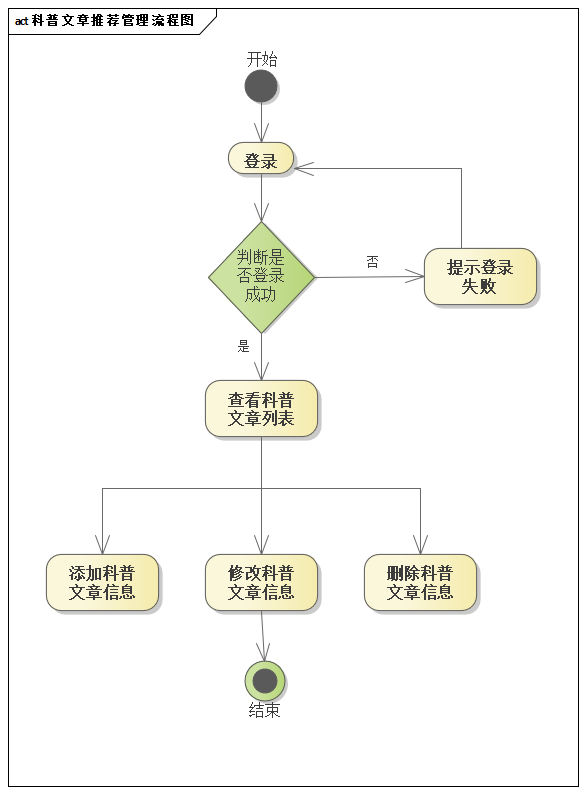 act 科普文章推荐管理流程图
开始
登录
判断是
否登录
成功
否
提示登录
失败
是
查看科普
文章列表
添加科普
文章信息
修改科普
文章信息
删除科普
文章信息
结束